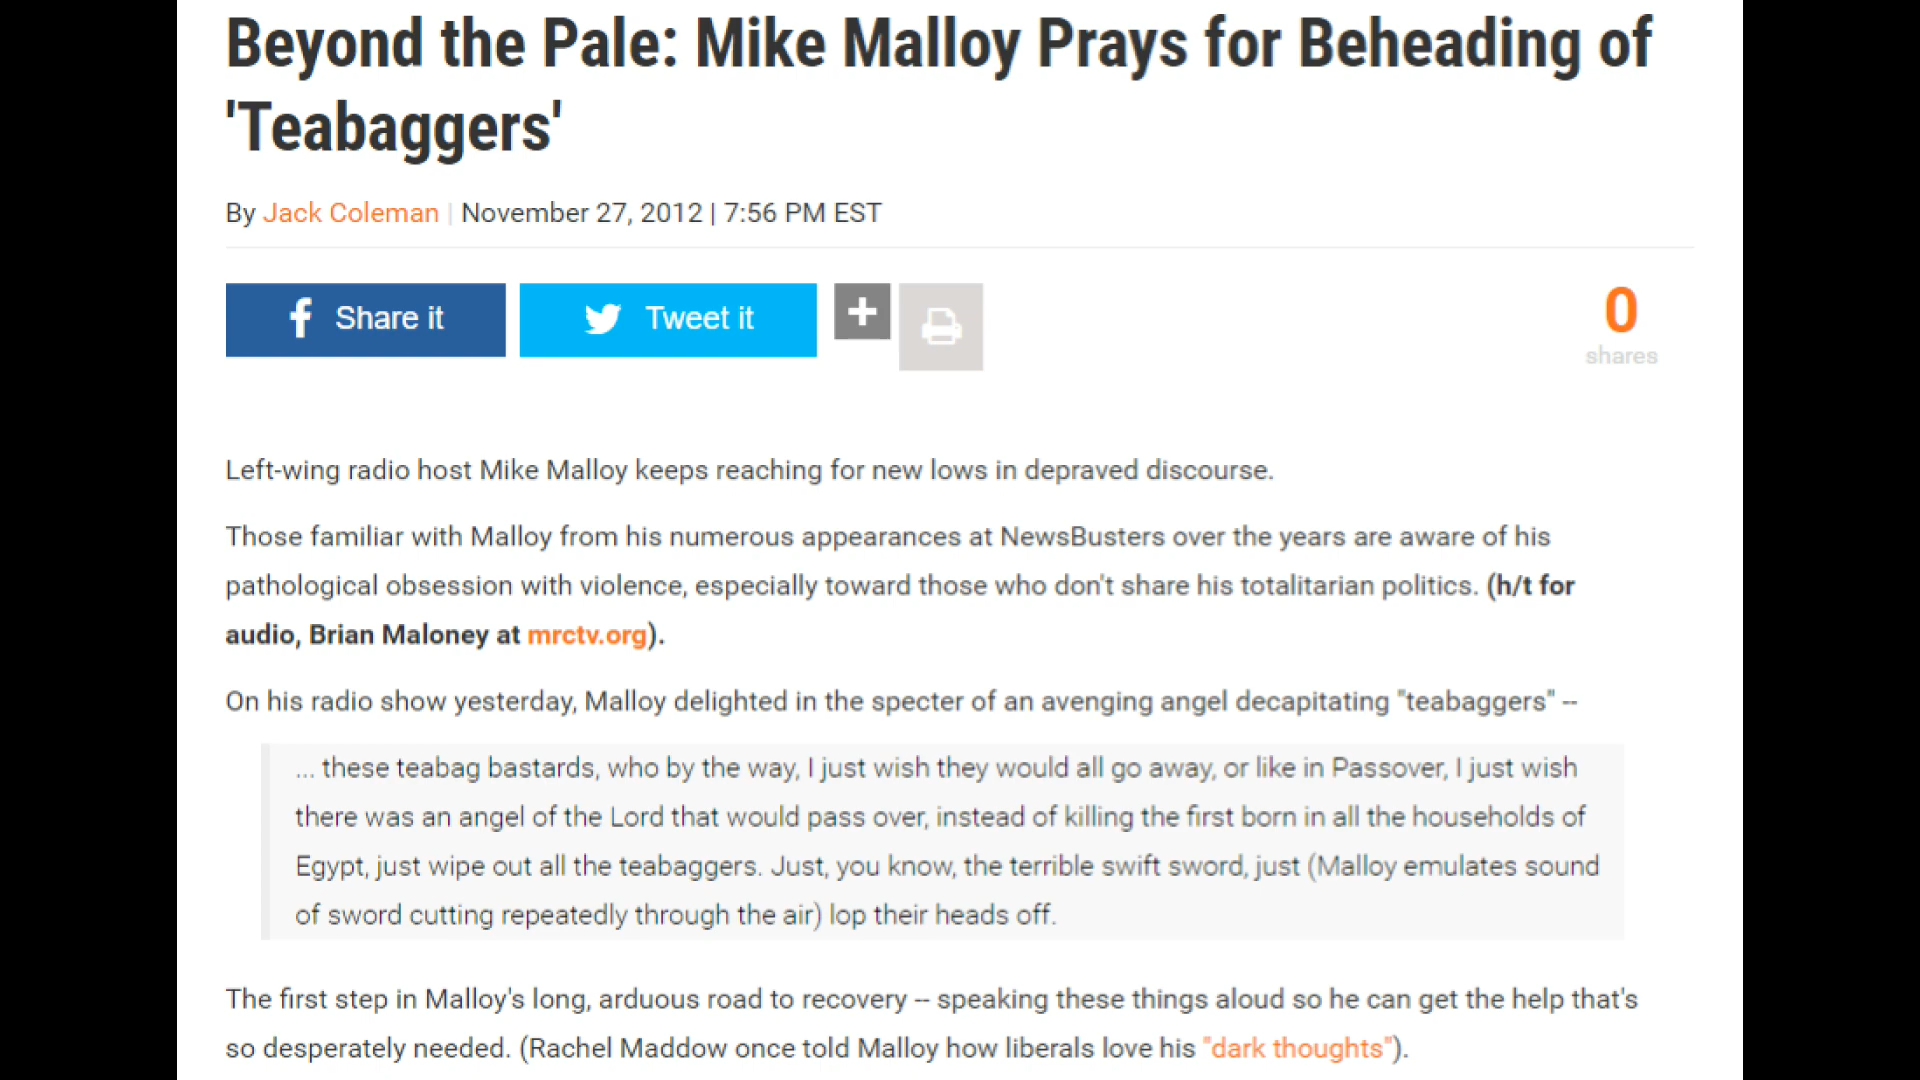 Beyond the Pale: Mike Malloy Prays for Beheading of
'Teabaggers'
By Jack Coleman | November 27, 2012 | 7:56 PM EST
Share it
Tweet it
0
shares
Left-wing radio host Mike Malloy keeps reaching for new lows in depraved discourse.
Those familiar with Malloy from his numerous appearances at NewsBusters over the years are aware of his
pathological obsession with violence, especially toward those who don't share his totalitarian politics. (h/t for
audio, Brian Maloney at mrctv.org).
On his radio show yesterday, Malloy delighted in the specter of an avenging angel decapitating "teabaggers" --
... these teabag bastards, who by the way, I just wish they would all go away, or like in Passover, I just wish
there was an angel of the Lord that would pass over, instead of killing the first born in all the households of
Egypt, just wipe out all the teabaggers. Just, you know, the terrible swift sword, just (Malloy emulates sound
of sword cutting repeatedly through the air) lop their heads off.
The first step in Malloy's long, arduous road to recovery -- speaking these things aloud so he can get the help that's
so desperately needed. (Rachel Maddow once told Malloy how liberals love his "dark thoughts").